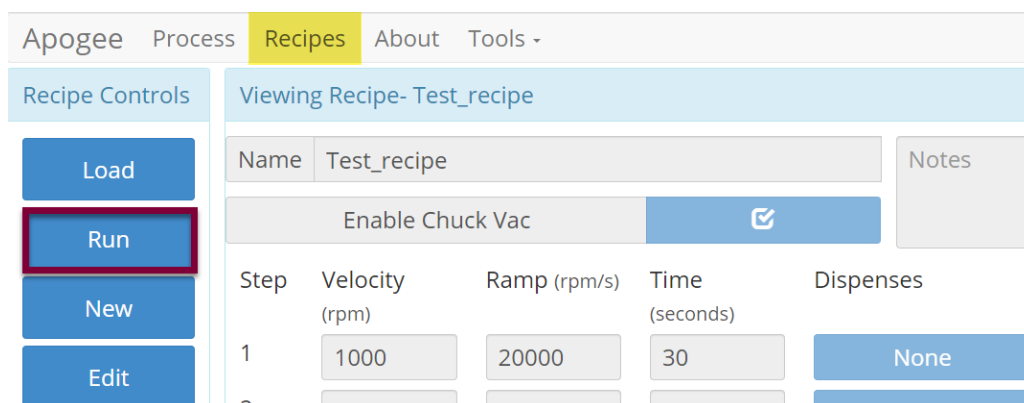 Apogee Process Recipes About Tools
Recipe Controls
Viewing Recipe- Test_recipe
Load
Run
New
Edit
Name Test_recipe
Notes
Enable Chuck Vac
Step Velocity (rpm) Ramp (rpm/s) Time (seconds) Dispenses
1 1000 20000 30 None